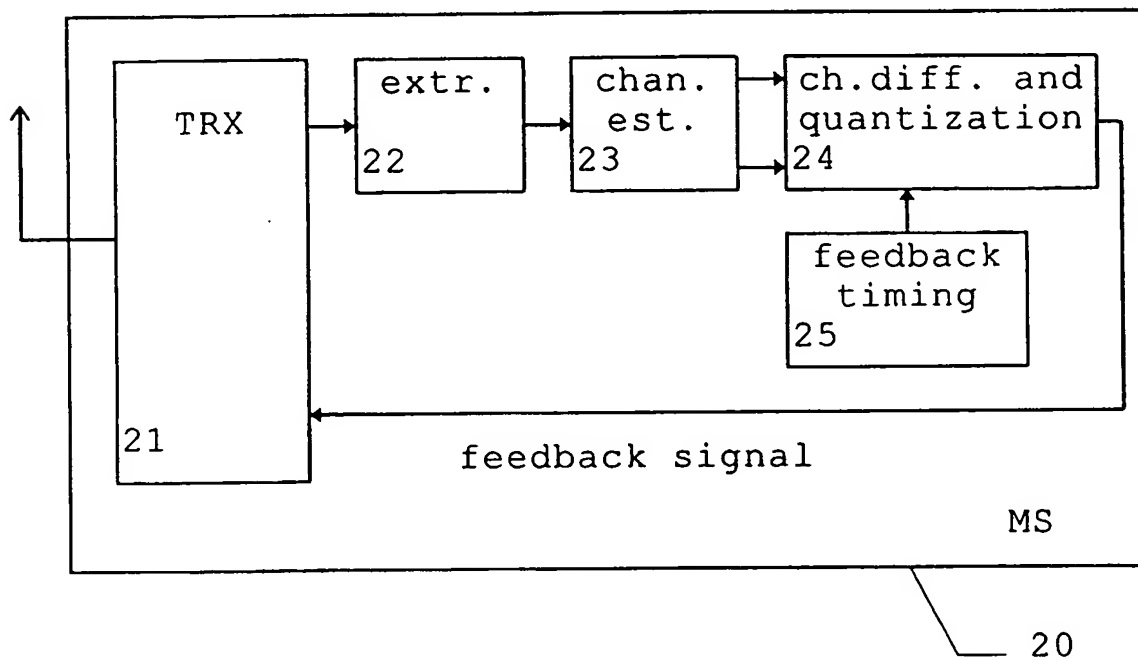 TRX
21
extr.
22
chan.
est.
23
ch.diff. and
quantization
24
feedback
timing
25
feedback signal
MS
20